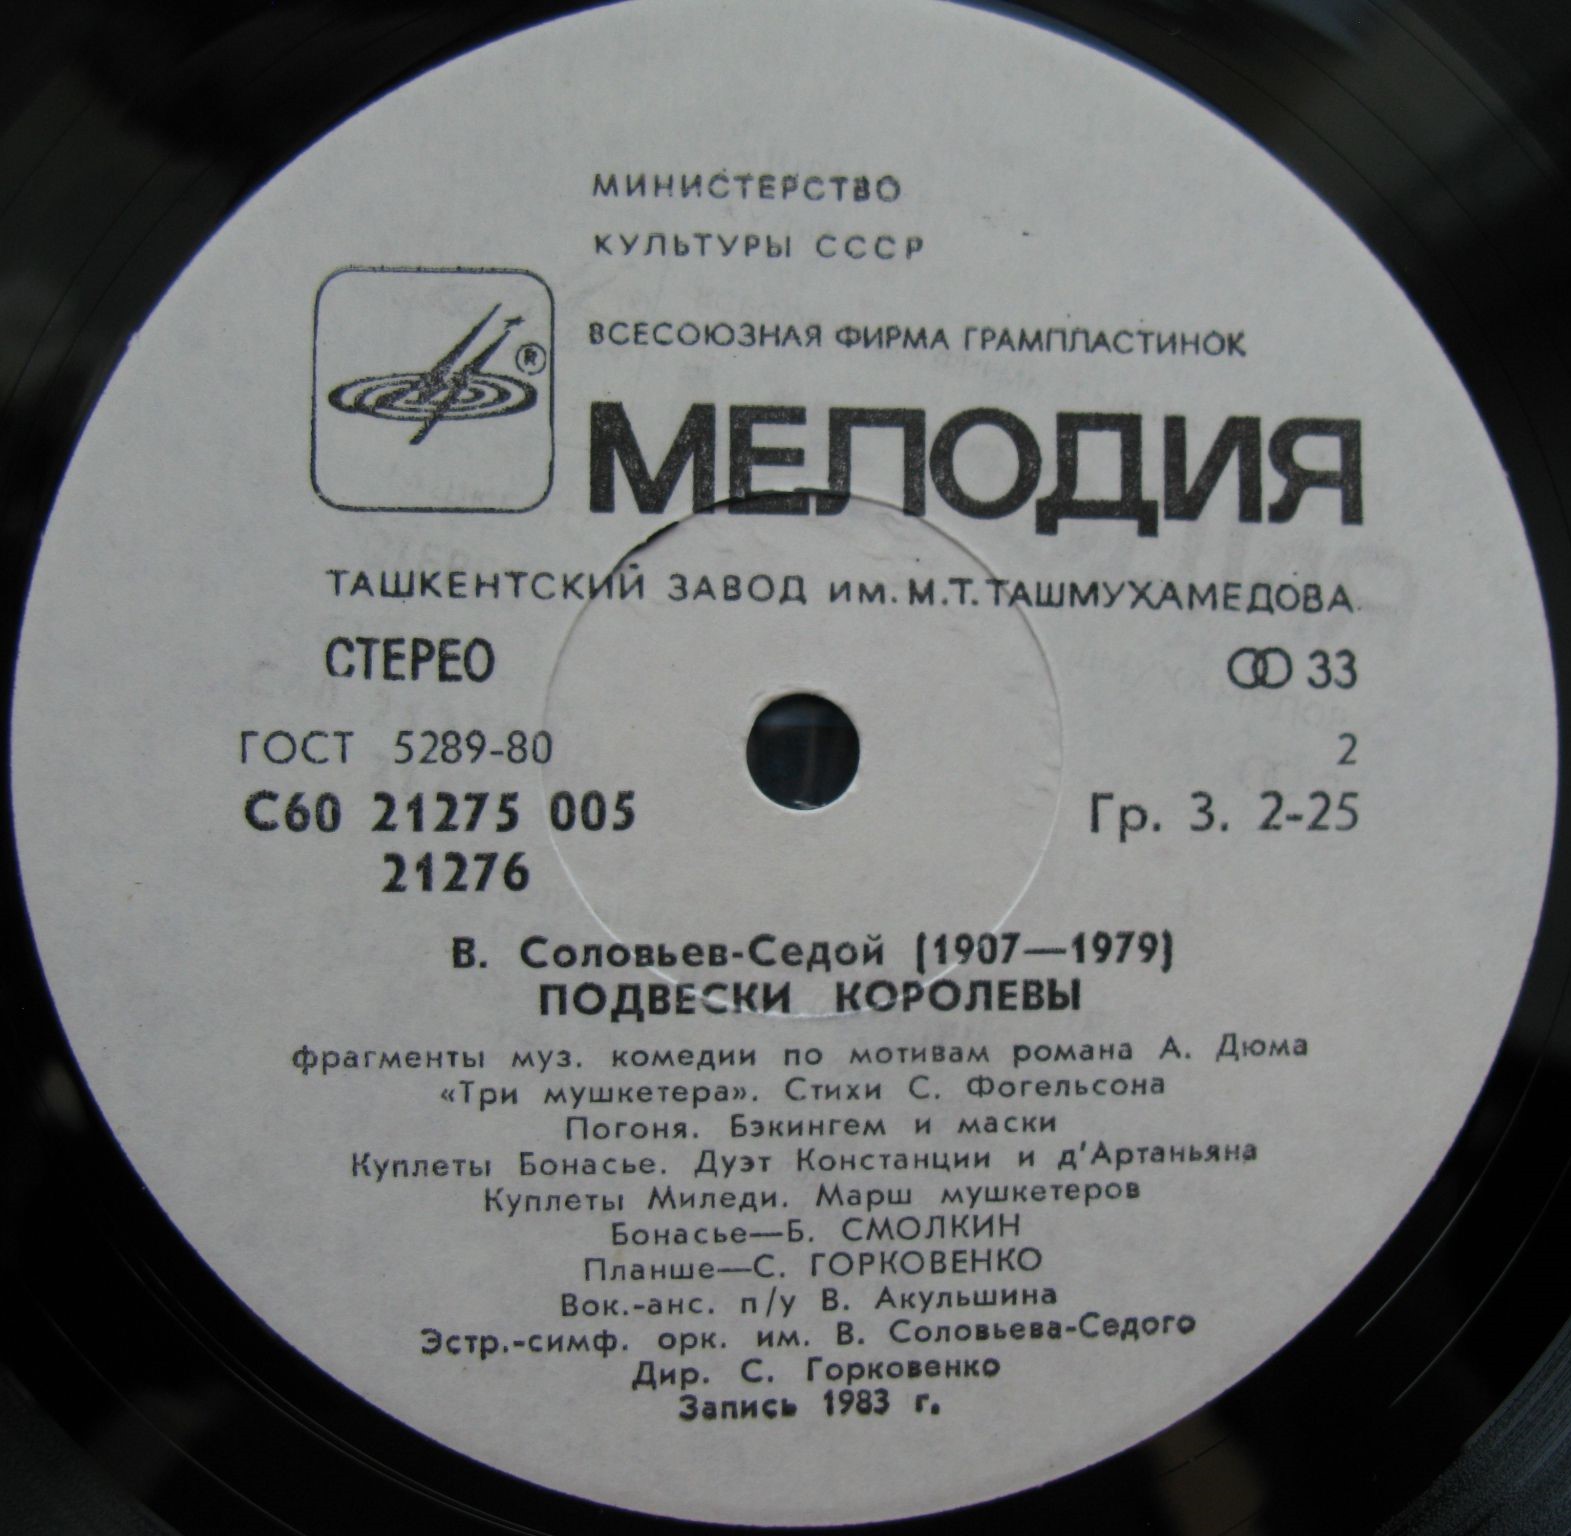 МИНИСТЕРСТВО
КУЛЬТУРЫ СССР
ВСЕСОЮЗНАЯ ФИРМА ГРАМПЛАСТИНОК
®
МЕЛОДИЯ
ТАШКЕНТСКИЙ ЗАВОД ИМ. М.Т. ТАШМУХАМЕДОВА.
СТЕРЕО 33
ГОСТ 5289-80 2
С60 21275 005 Гр. 3. 2-25
21276
В. Соловьев-Седой (1907—1979)
ПОДВЕСКИ КОРОЛЕВЫ
фрагменты муз. комедии по мотивам романа А. Дюма
«Три мушкетера». Стихи С. Фогельсона
Погоня. Бэкингем и маски
Куплеты Бонасье. Дуэт Констанции и д'Артаньяна
Куплеты Миледи. Марш мушкетеров
Бонасье—Б. СМОЛКИН
Планше—С. ГОРКОВЕНКО
Вок.-анс. п/у В. Акульшина
Эстр.-симф. орк. им. В. Соловьева-Седого
Дир. С. Горковенко
Запись 1983 г.